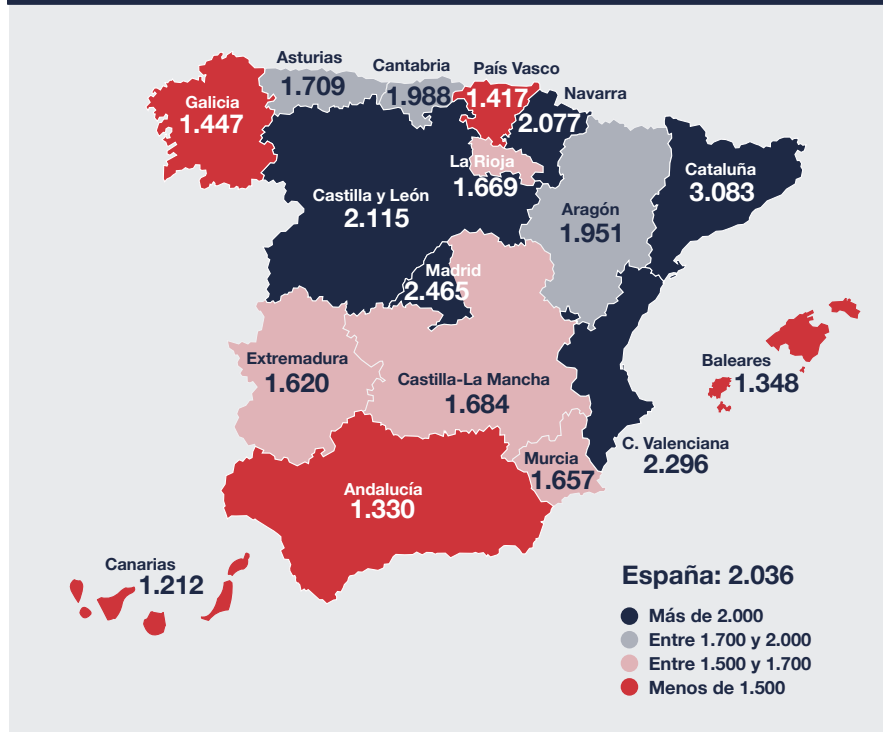 Asturias
1.709
Cantabria
1.988
País Vasco
1.417
Navarra
2.077
Galicia
1.447
La Rioja
1.669
Cataluña
3.083
Castilla y León
2.115
Aragón
1.951
Madrid
2.465
Extremadura
1.620
Castilla-La Mancha
1.684
Baleares
1.348
C. Valenciana
2.296
Murcia
1.657
Andalucía
1.330
Canarias
1.212
España: 2.036
Más de 2.000
Entre 1.700 y 2.000
Entre 1.500 y 1.700
Menos de 1.500